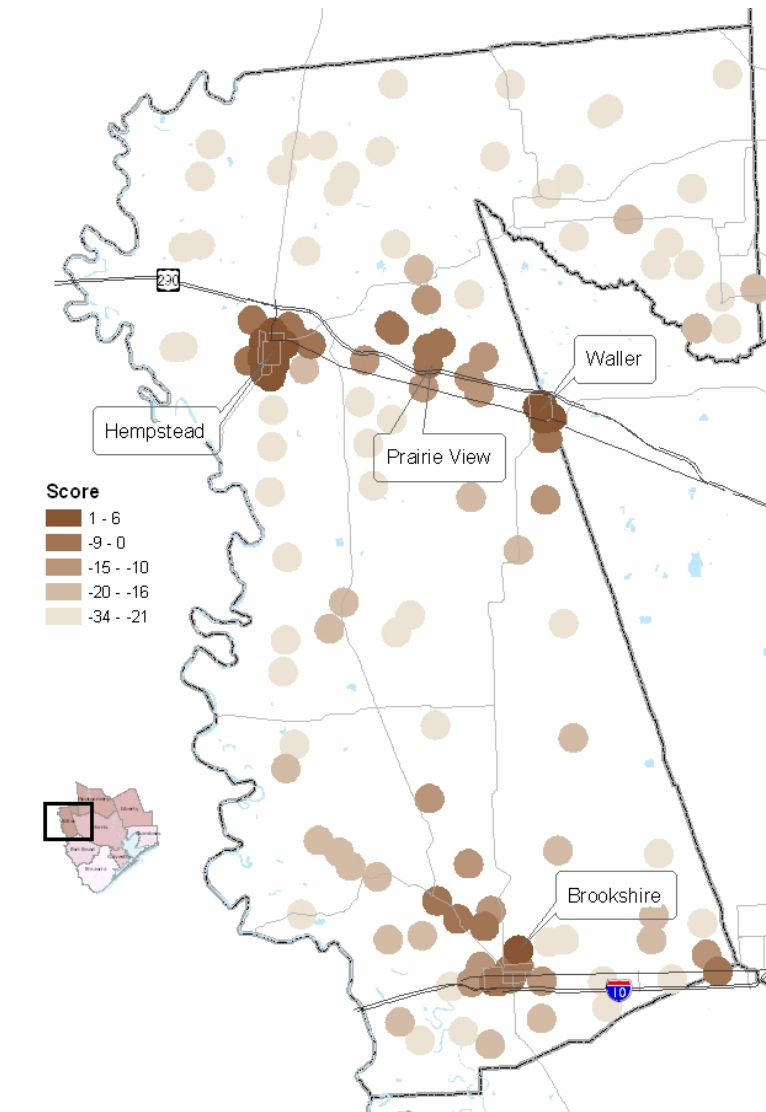 290
Waller
Hempstead
Prairie View
Score
1 - 6
-9 - 0
-15 - -10
-20 - -16
-34 - -21
Brookshire
10